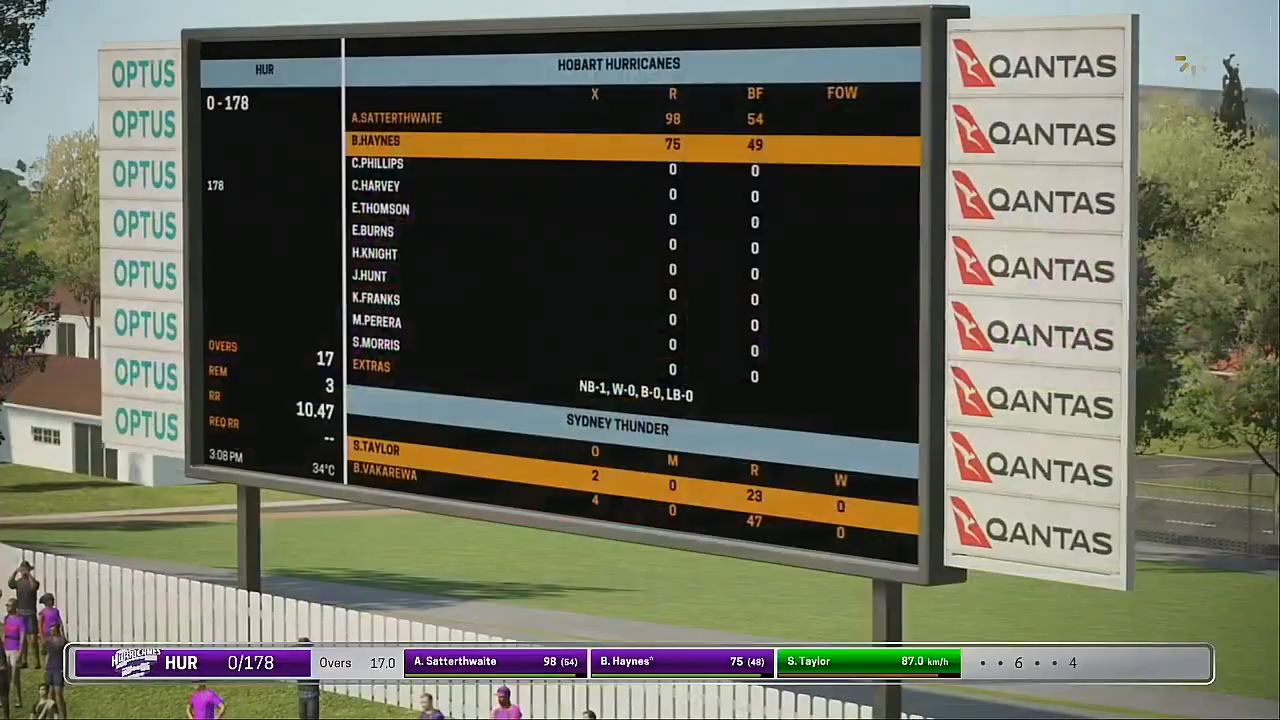 OPTUS
OPTUS
OPTUS
OPTUS
OPTUS
OPTUS
OPTUS
OPTUS
HUR
0-178
178
OVERS 17
REM 3
RR 10.47
REQ RR --
3:08 PM 34°C
HOBART HURRICANES
X R BF FOW
A.SATTERTHWAITE 98 54
B.HAYNES 75 49
C.PHILLIPS 0 0
C.HARVEY 0 0
E.THOMSON 0 0
E.BURNS 0 0
H.KNIGHT 0 0
J.HUNT 0 0
K.FRANKS 0 0
M.PERERA 0 0
S.MORRIS 0 0
EXTRAS
NB-1, W-0, B-0, LB-0
SYDNEY THUNDER
O M R W
S.TAYLOR 2 0 23 0
B.VAKAREWA 4 0 47 0
QANTAS
QANTAS
QANTAS
QANTAS
QANTAS
QANTAS
QANTAS
QANTAS
HURRICANES HUR 0/178 Overs 17.0 A. Satterthwaite 98 (54) B. Haynes* 75 (48) S. Taylor 87.0 km/h • • 6 • • 4